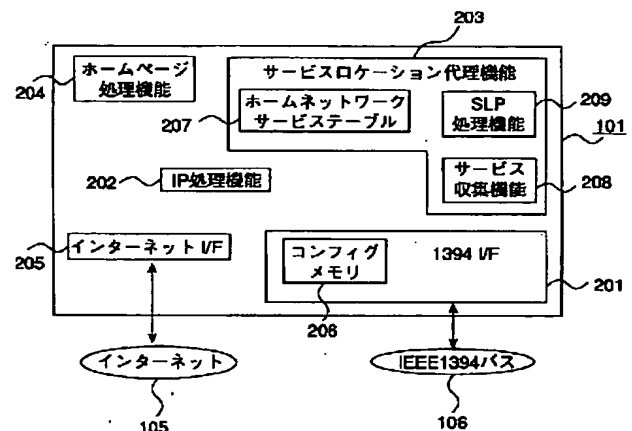 203
204
ホームページ
処理機能
サービスロケーション代理機能
ホームネットワーク
サービステーブル
207
SLP
処理機能
209
101
202
IP処理機能
サービス
収集機能
208
インターネット I/F
205
コンフィグ
メモリ
206
1394 I/F
201
インターネット
105
IEEE1394バス
106